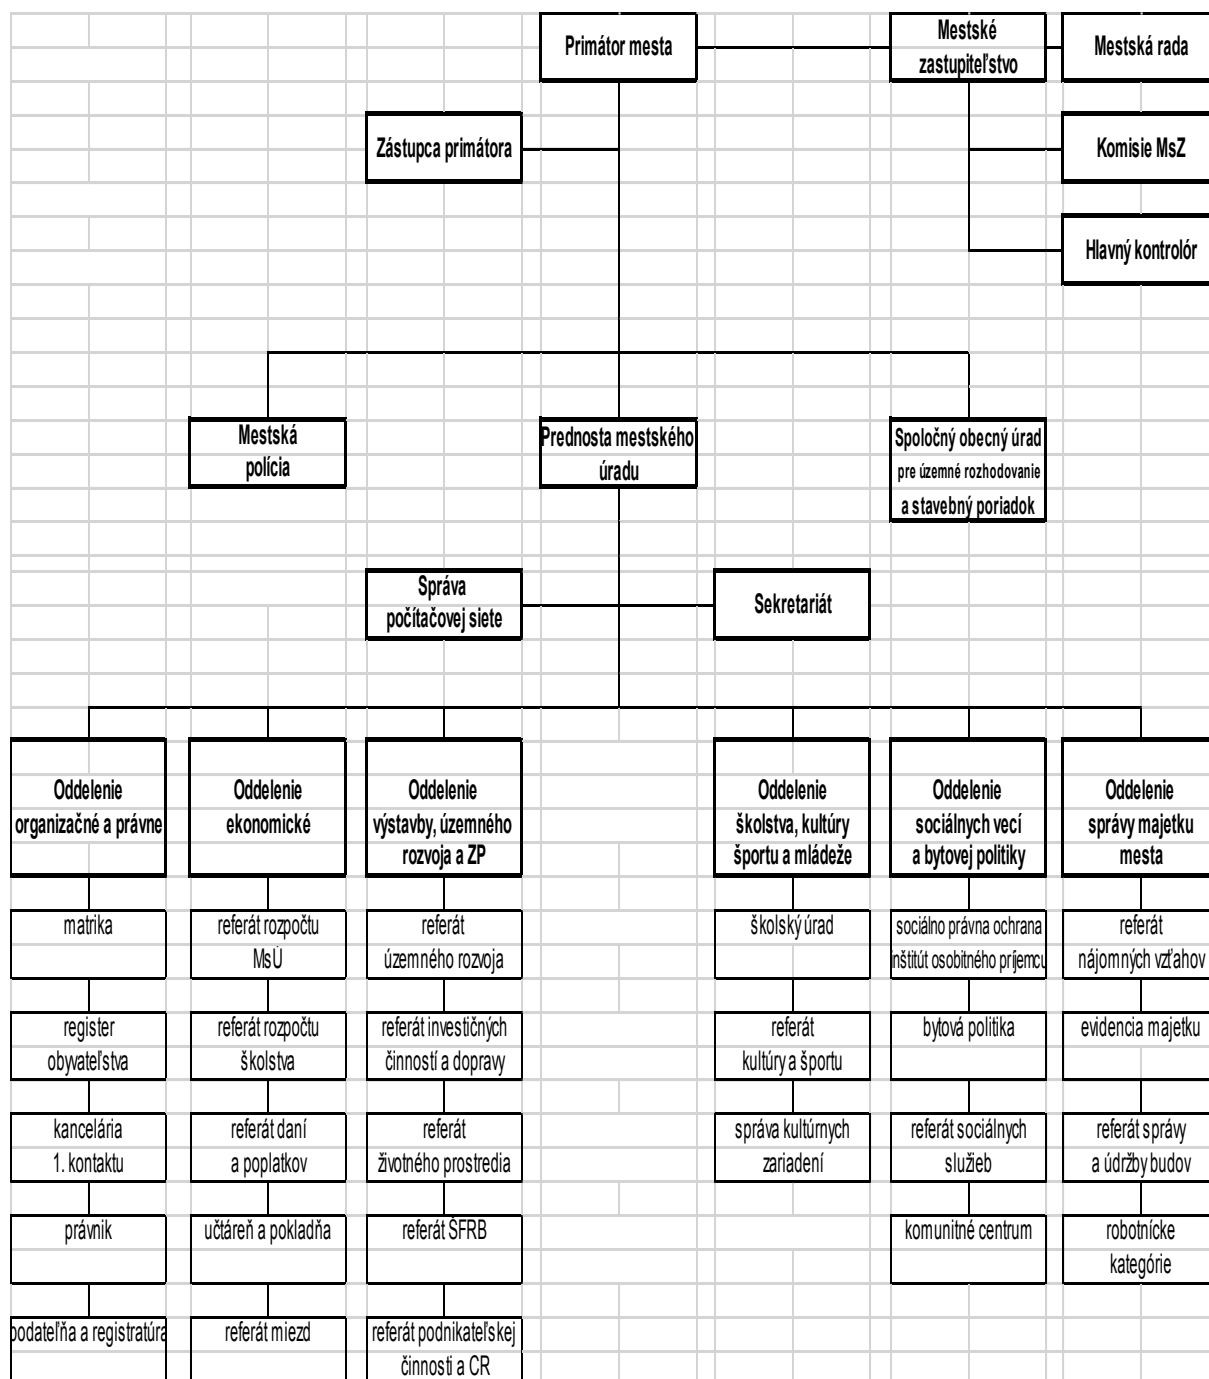 Primátor mesta
Mestské
zastupiteľstvo
Mestská rada
Zástupca primátora
Komisie MsZ
Hlavný kontrolór
Mestská
polícia
Prednosta mestského
úradu
Spoločný obecný úrad
pre územné rozhodovanie
a stavebný poriadok
Správa
počítačovej siete
Sekretariát
Oddelenie
organizačné a právne
Oddelenie
ekonomické
Oddelenie
výstavby, územného
rozvoja a ZP
Oddelenie
školstva, kultúry
športu a mládeže
Oddelenie
sociálnych vecí
a bytovej politiky
Oddelenie
správy majetku
mesta
matrika
referát rozpočtu
MsÚ
referát
územného rozvoja
školský úrad
sociálno právna ochrana
inštitút osobitného príjemcu
referát
nájomných vzťahov
register
obyvateľstva
referát rozpočtu
školstva
referát investičných
činností a dopravy
referát
kultúry a športu
bytová politika
evidencia majetku
kancelária
1. kontaktu
referát daní
a poplatkov
referát
životného prostredia
správa kultúrnych
zariadení
referát sociálnych
služieb
referát správy
a údržby budov
právnik
učtáreň a pokladňa
referát ŠFRB
komunitné centrum
robotnícke
kategórie
podateľňa a registratúra
referát miezd
referát podnikateľskej
činnosti a CR